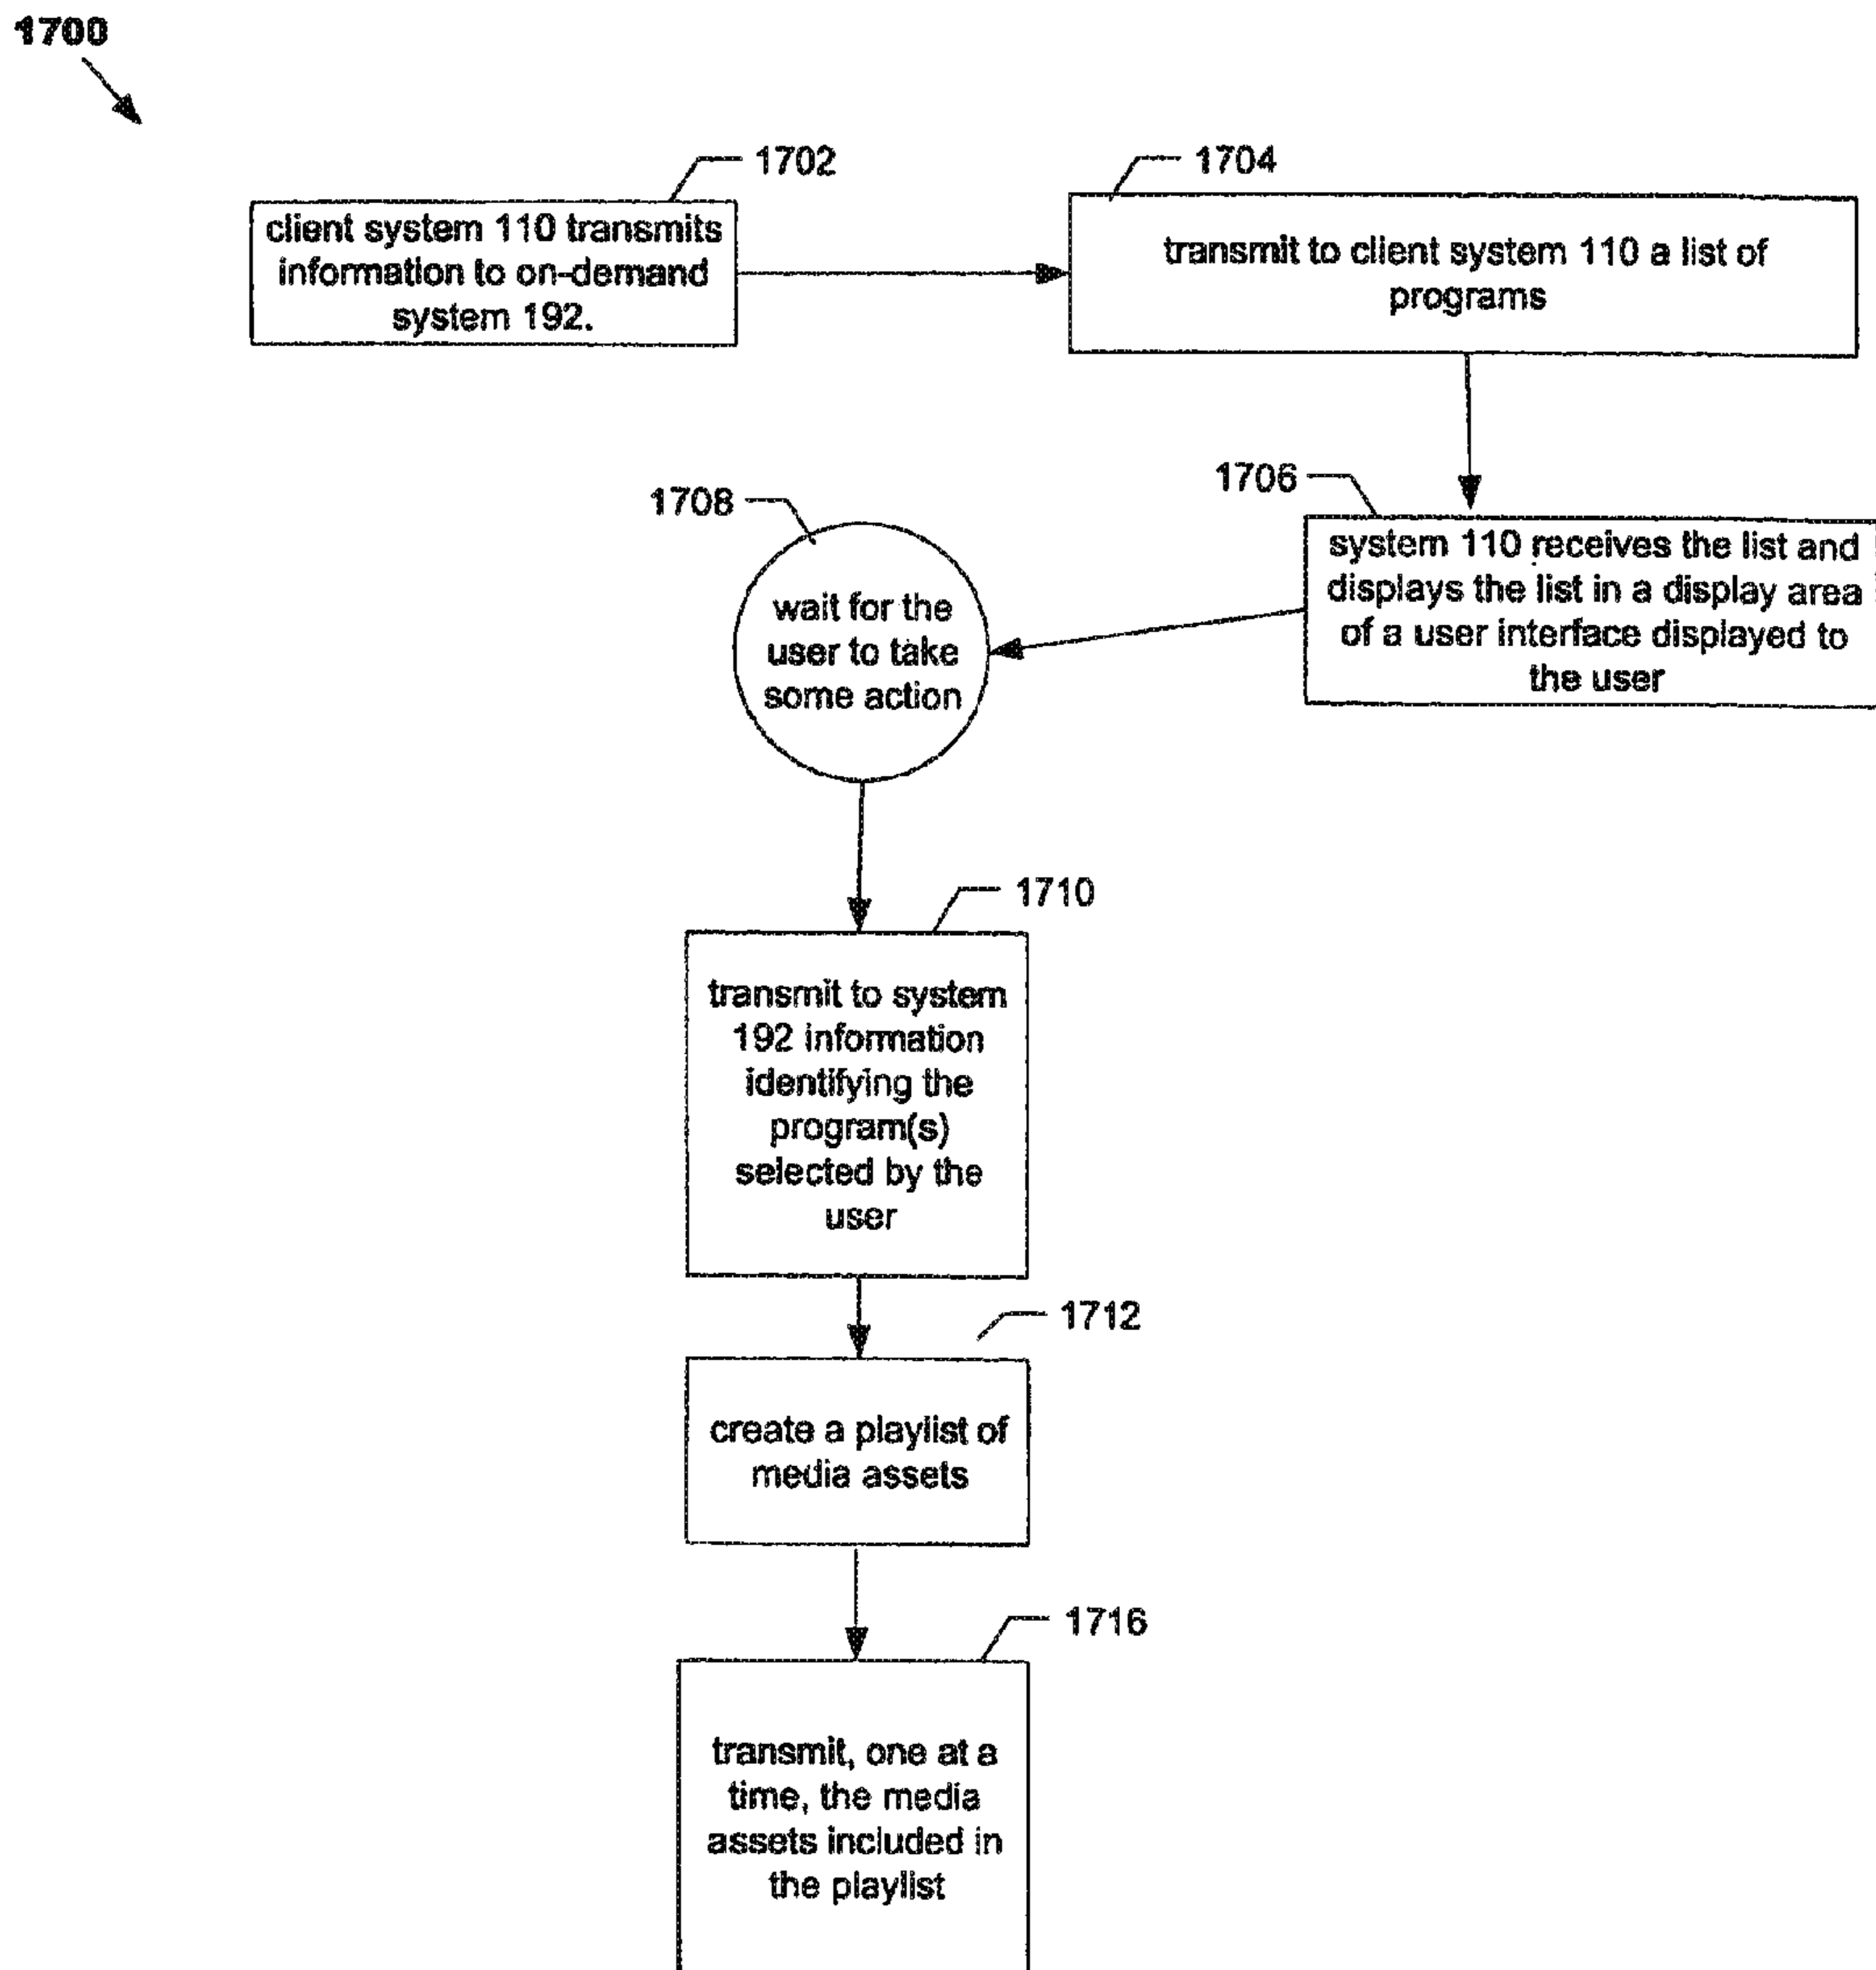 1700
1702
client system 110 transmits
information to on-demand
system 192.
1704
transmit to client system 110 a list of
programs
1706
system 110 receives the list and
displays the list in a display area
of a user interface displayed to
the user
1708
wait for the
user to take
some action
1710
transmit to system
192 information
identifying the
program(s)
selected by the
user
1712
create a playlist of
media assets
1716
transmit, one at a
time, the media
assets included in
the playlist